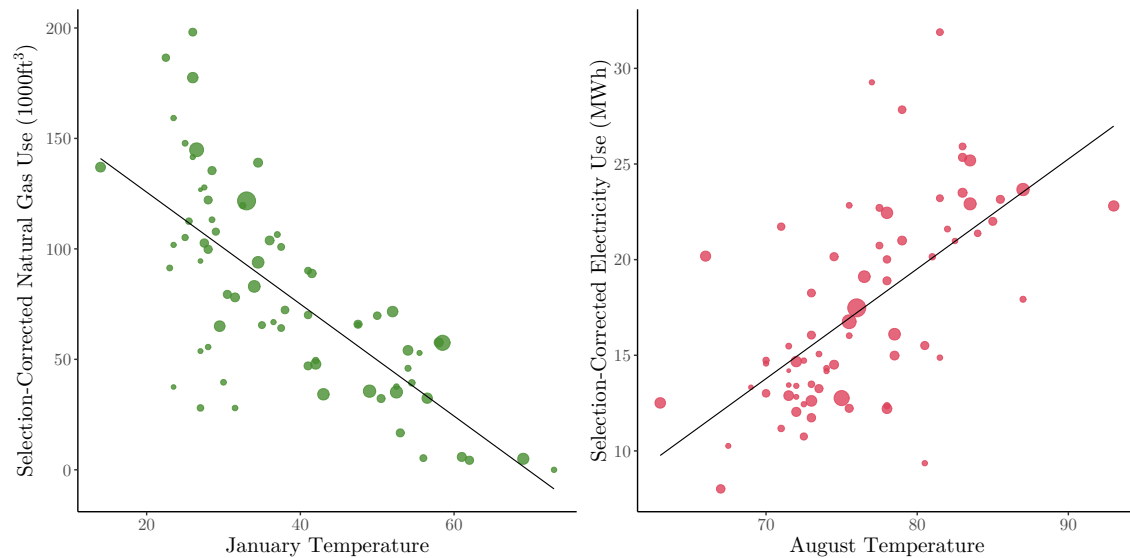 Selection-Corrected Natural Gas Use (1000ft³)
200
150
100
50
0
20 40 60
January Temperature
Selection-Corrected Electricity Use (MWh)
30
25
20
15
10
70 80 90
August Temperature